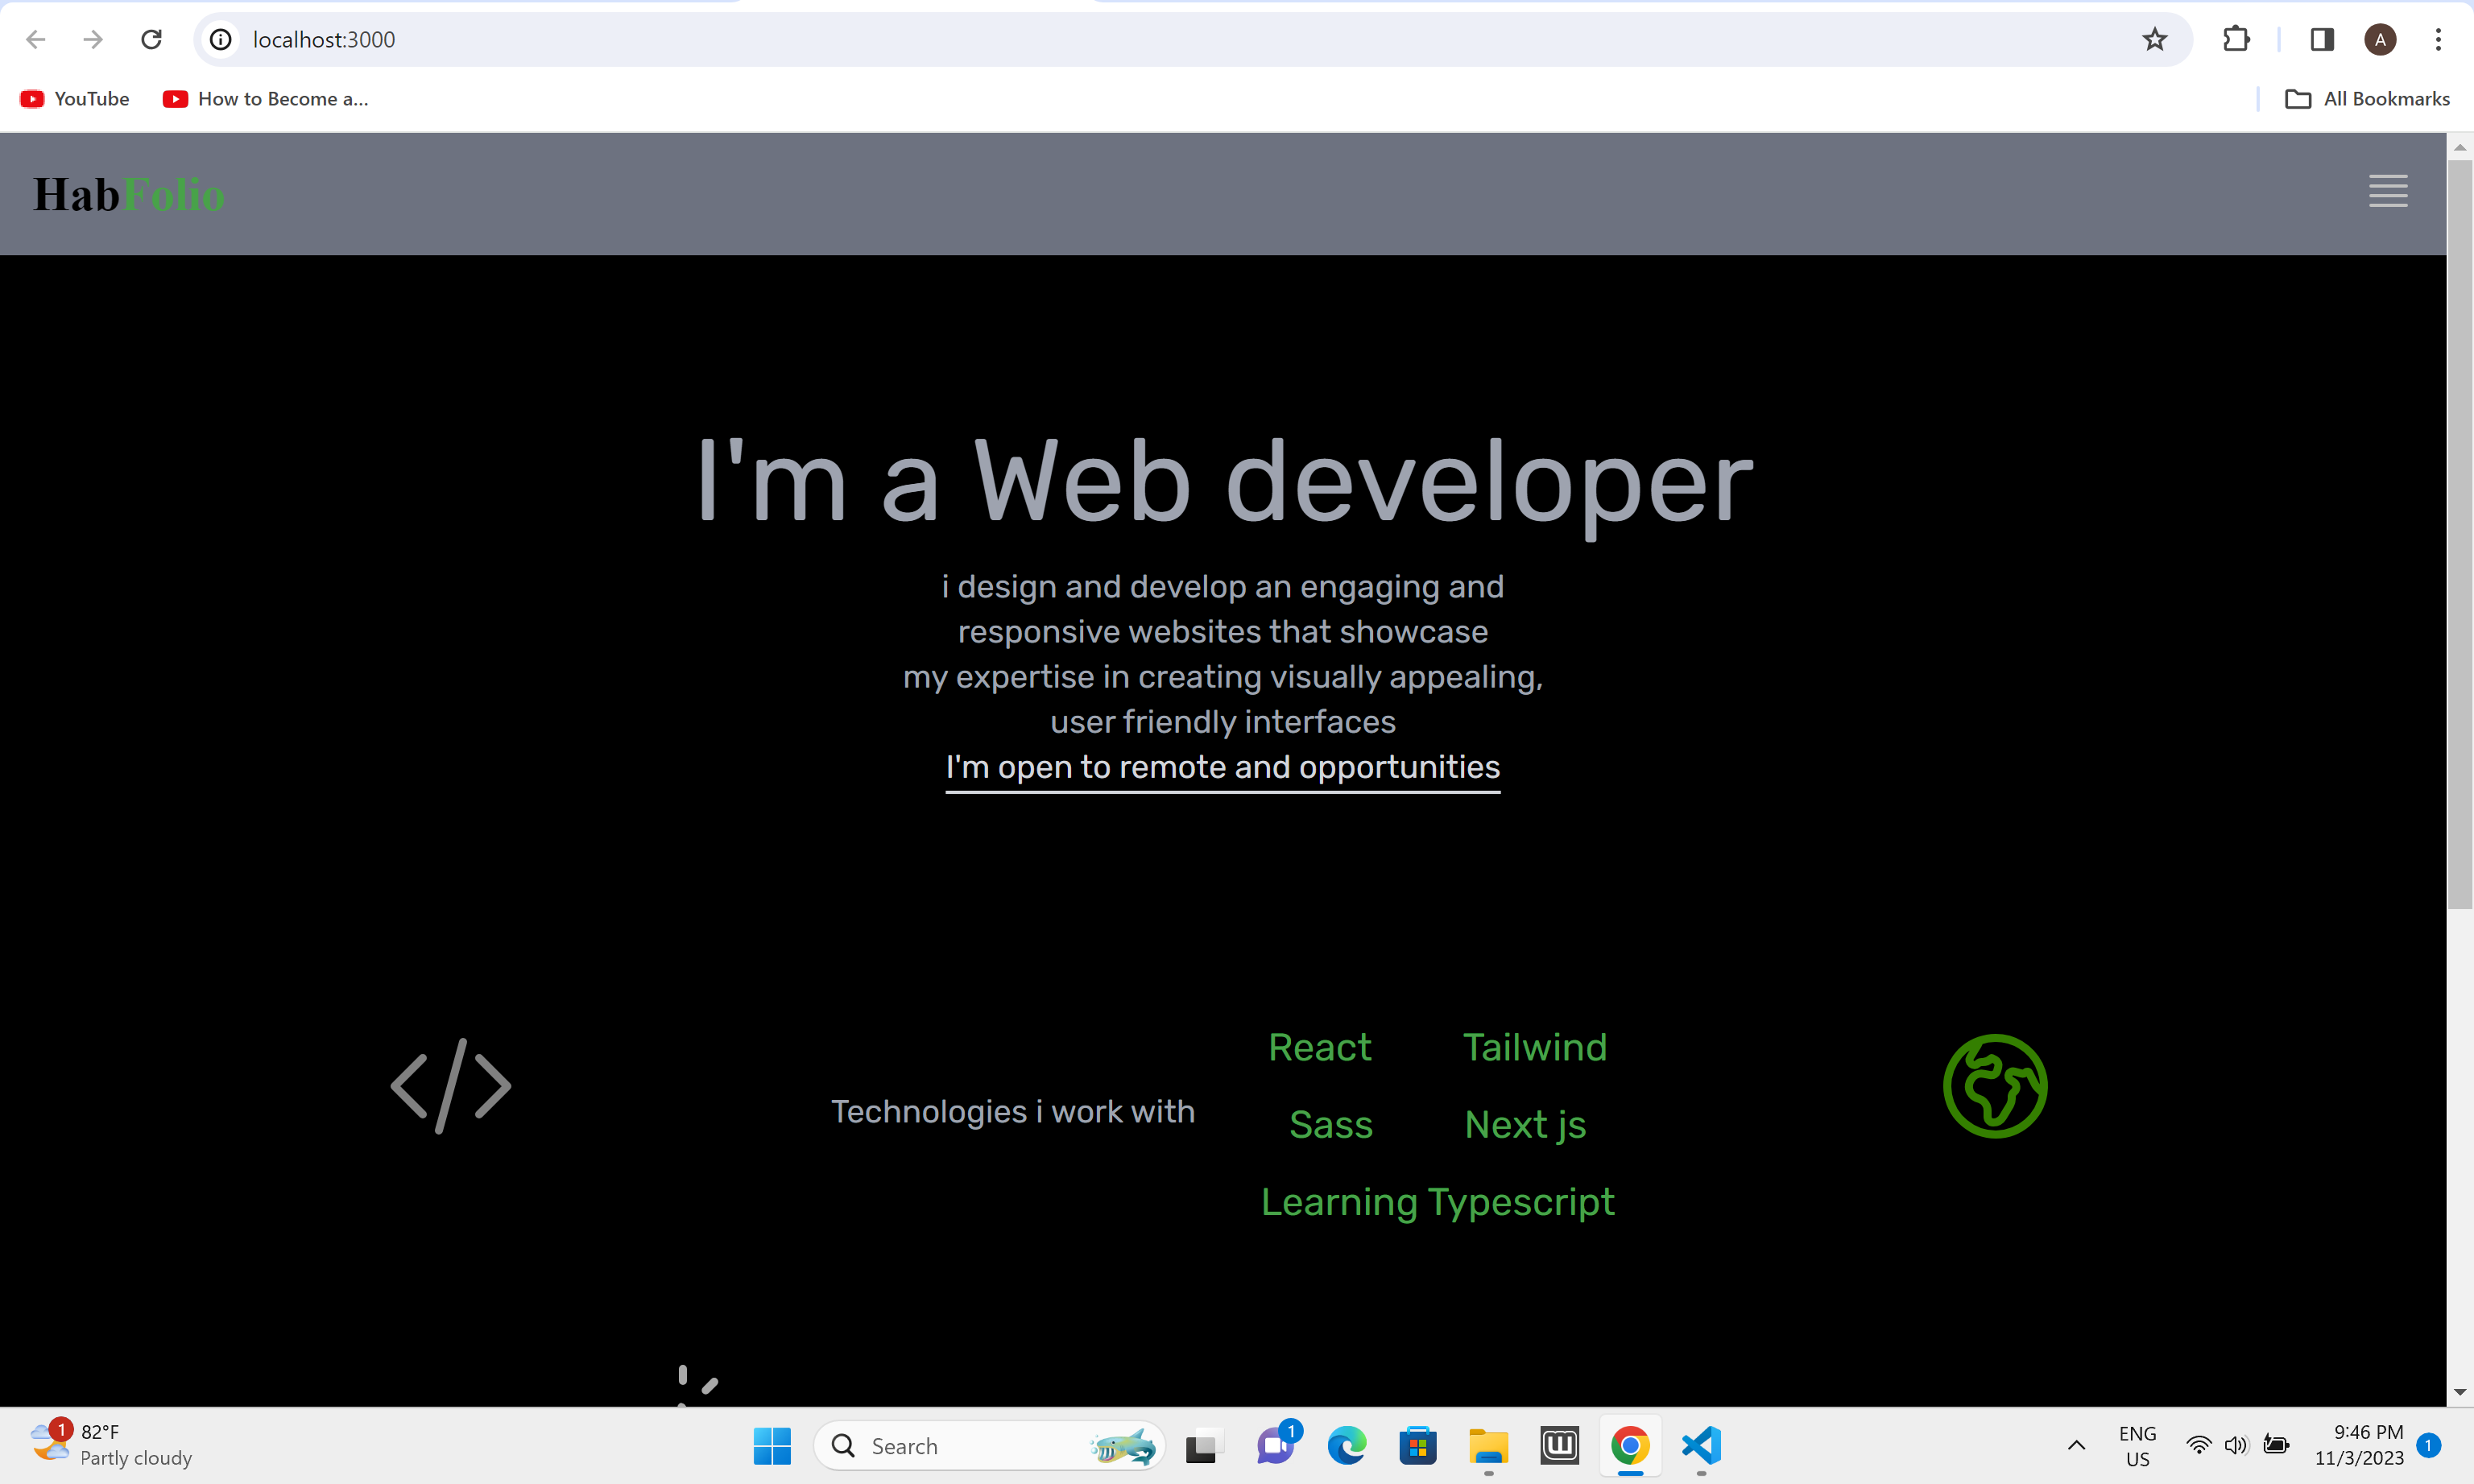 localhost:3000
A
YouTube
How to Become a...
All Bookmarks
HabFolio
I'm a Web developer
i design and develop an engaging and
responsive websites that showcase
my expertise in creating visually appealing,
user friendly interfaces
I'm open to remote and opportunities
React Tailwind
Technologies i work with
Sass Next js
Learning Typescript
1
82°F
Partly cloudy
Search
1
W
ENG
US
9:46 PM
11/3/2023
1